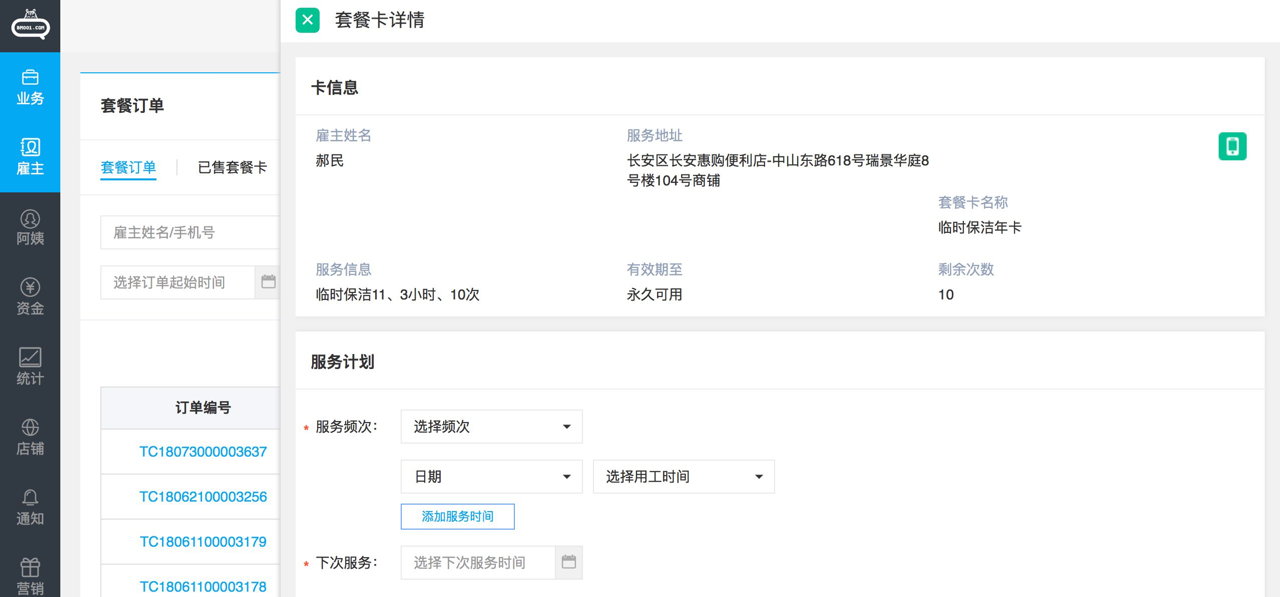 BM001.COM
业务
雇主
阿姨
资金
统计
店铺
通知
营销
套餐订单
套餐订单
已售套餐卡
雇主姓名/手机号
选择订单起始时间
订单编号
TC18073000003637
TC18062100003256
TC18061100003179
TC18061100003178
套餐卡详情
卡信息
雇主姓名
郝民
服务地址
长安区长安惠购便利店-中山东路618号瑞景华庭8
号楼104号商铺
套餐卡名称
临时保洁年卡
服务信息
临时保洁11、3小时、10次
有效期至
永久可用
剩余次数
10
服务计划
* 服务频次:
选择频次
日期
选择用工时间
添加服务时间
* 下次服务:
选择下次服务时间